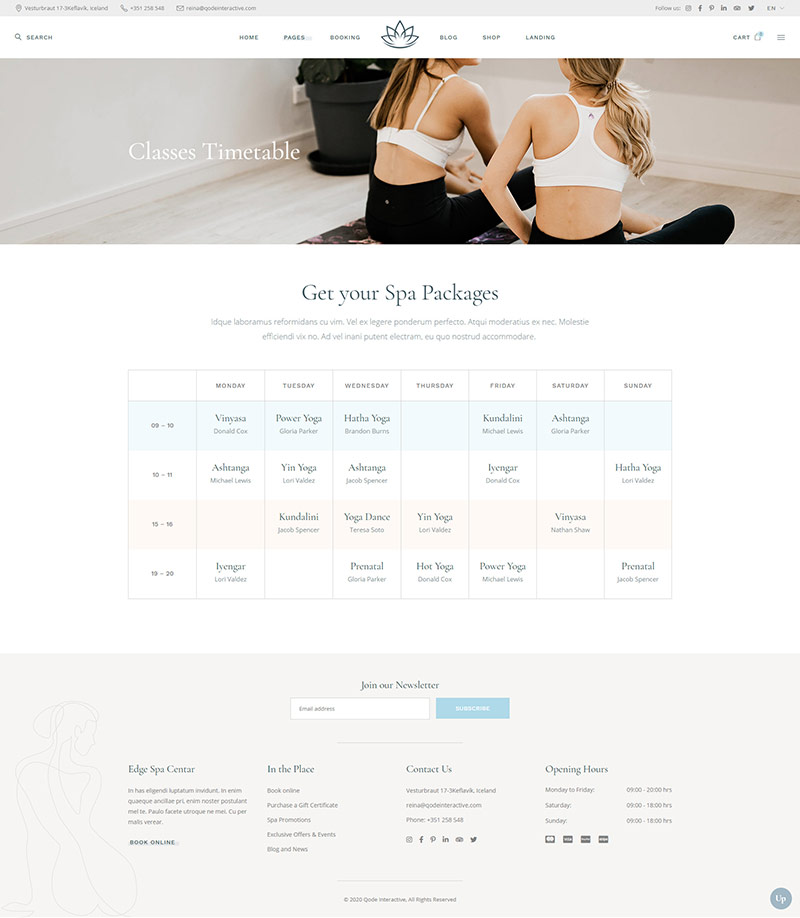 Vesturbraut 17-3Keflavik, Iceland +351 258 548 reina@qodeinteractive.com Follow us: EN
SEARCH HOME PAGES BOOKING BLOG SHOP LANDING CART
Classes Timetable
Get your Spa Packages
Idque laboramus reformidans cu vim. Vel ex legere ponderum perfecto. Atqui moderatius ex nec. Molestie
efficiendi vix no. Ad vel inani putent electram, eu quo nostrud accommodare.
MONDAY TUESDAY WEDNESDAY THURSDAY FRIDAY SATURDAY SUNDAY
09 – 10
Vinyasa Power Yoga Hatha Yoga Kundalini Ashtanga
Donald Cox Gloria Parker Brandon Burns Michael Lewis Gloria Parker
10 – 11
Ashtanga Yin Yoga Ashtanga Iyengar Hatha Yoga
Michael Lewis Lori Valdez Jacob Spencer Donald Cox Lori Valdez
15 – 16
Kundalini Yoga Dance Yin Yoga Vinyasa
Jacob Spencer Teresa Soto Lori Valdez Nathan Shaw
19 – 20
Iyengar Prenatal Hot Yoga Power Yoga Prenatal
Lori Valdez Gloria Parker Donald Cox Michael Lewis Jacob Spencer
Join our Newsletter
Email address SUBSCRIBE
Edge Spa Centar
In has eligendi luptatum invidunt. In enim
quaeque ancillae pri, enim noster postulant
mel te. Paulo facete utroque ne mei. Cu per
malis verear.
BOOK ONLINE
In the Place
Book online
Purchase a Gift Certificate
Spa Promotions
Exclusive Offers & Events
Blog and News
Contact Us
Vesturbraut 17-3Keflavik, Iceland
reina@qodeinteractive.com
Phone: +351 258 548
Opening Hours
Monday to Friday: 09:00 - 20:00 hrs
Saturday: 09:00 - 18:00 hrs
Sunday: 09:00 - 18:00 hrs
© 2020 Qode Interactive, All Rights Reserved
Up